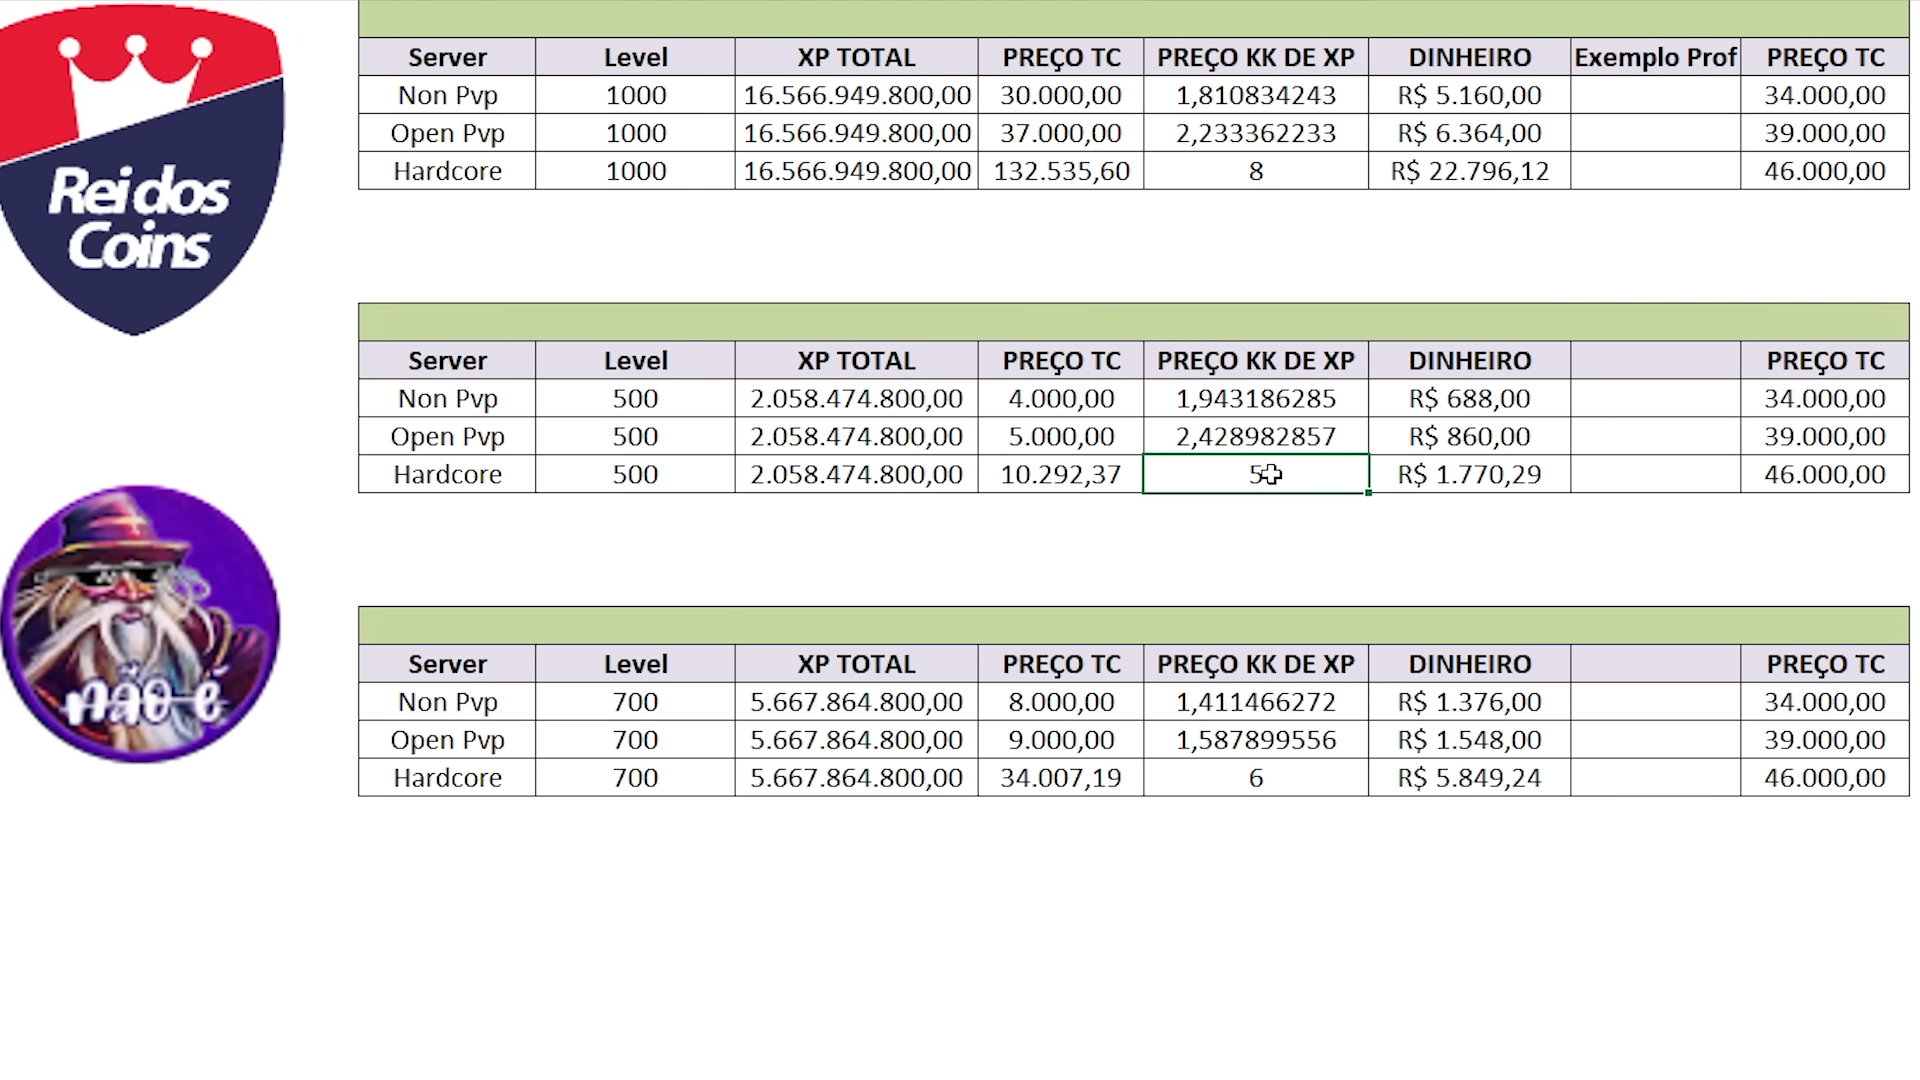 Rei dos
Coins
Server Level XP TOTAL PREÇO TC PREÇO KK DE XP DINHEIRO Exemplo Prof PREÇO TC
Non Pvp 1000 16.566.949.800,00 30.000,00 1,810834243 R$ 5.160,00 34.000,00
Open Pvp 1000 16.566.949.800,00 37.000,00 2,233362233 R$ 6.364,00 39.000,00
Hardcore 1000 16.566.949.800,00 132.535,60 8 R$ 22.796,12 46.000,00
Server Level XP TOTAL PREÇO TC PREÇO KK DE XP DINHEIRO PREÇO TC
Non Pvp 500 2.058.474.800,00 4.000,00 1,943186285 R$ 688,00 34.000,00
Open Pvp 500 2.058.474.800,00 5.000,00 2,428982857 R$ 860,00 39.000,00
Hardcore 500 2.058.474.800,00 10.292,37 5 R$ 1.770,29 46.000,00
não é
Server Level XP TOTAL PREÇO TC PREÇO KK DE XP DINHEIRO PREÇO TC
Non Pvp 700 5.667.864.800,00 8.000,00 1,411466272 R$ 1.376,00 34.000,00
Open Pvp 700 5.667.864.800,00 9.000,00 1,587899556 R$ 1.548,00 39.000,00
Hardcore 700 5.667.864.800,00 34.007,19 6 R$ 5.849,24 46.000,00